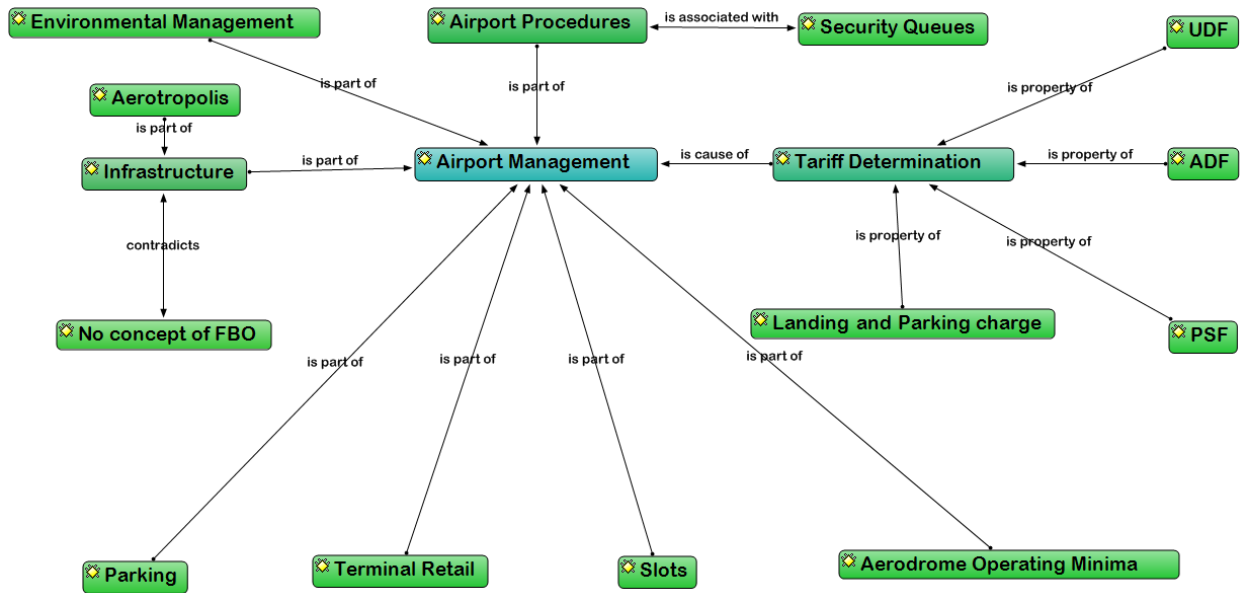 Environmental Management
Airport Procedures
is associated with
Security Queues
UDF
is part of
is part of
is property of
Aerotropolis
is part of
Infrastructure
is part of
Airport Management
is cause of
Tariff Determination
is property of
ADF
contradicts
is property of
is property of
No concept of FBO
Landing and Parking charge
PSF
is part of
is part of
is part of
is part of
Parking
Terminal Retail
Slots
Aerodrome Operating Minima